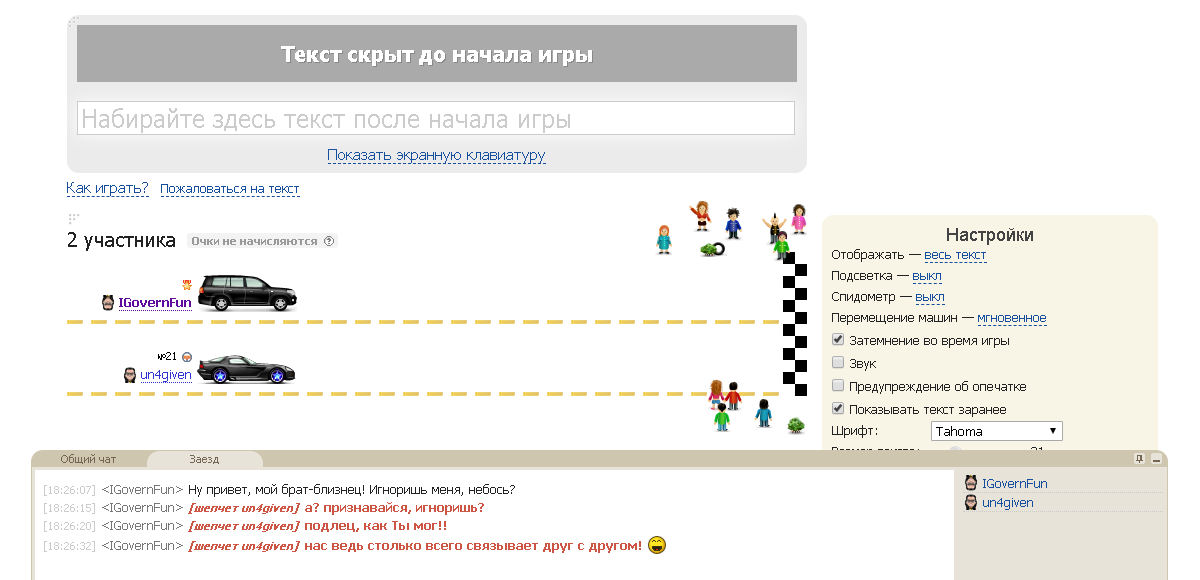 Текст скрыт до начала игры
Набирайте здесь текст после начала игры
Показать экранную клавиатуру
Как играть? Пожаловаться на текст
2 участника Очки не начисляются ?
IGovernFun
№21
un4given
Настройки
Отображать — весь текст
Подсветка — выкл
Спидометр — выкл
Перемещение машин — мгновенное
Затемнение во время игры
Звук
Предупреждение об опечатке
Показывать текст заранее
Шрифт: Tahoma
Общий чат Заезд
[18:26:07] <IGovernFun> Ну привет, мой брат-близнец! Игноришь меня, небось?
[18:26:15] <IGovernFun> [шепчет un4given] а? признавайся, игноришь?
[18:26:20] <IGovernFun> [шепчет un4given] подлец, как Ты мог!!
[18:26:32] <IGovernFun> [шепчет un4given] нас ведь столько всего связывает друг с другом!
IGovernFun
un4given